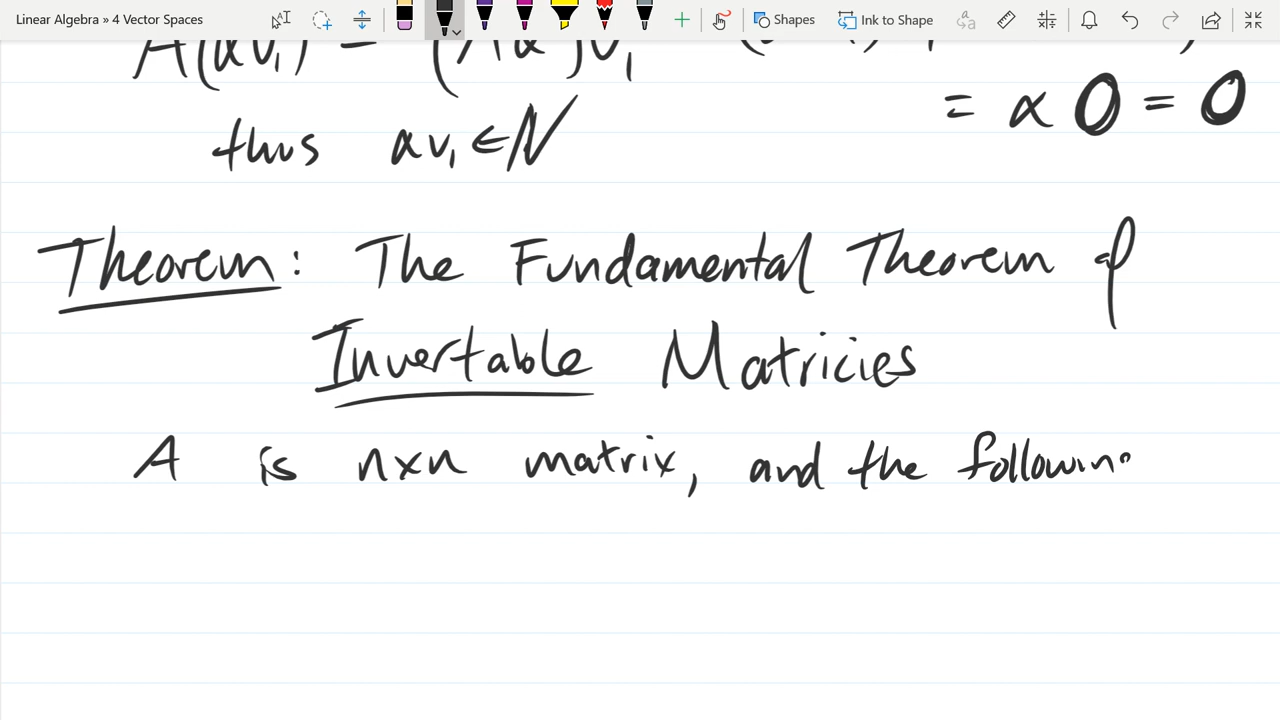 Linear Algebra » 4 Vector Spaces
Shapes
Ink to Shape
= α 0 = 0
thus αv₁ ∈ N
Theorem: The Fundamental Theorem of
Invertable Matricies
A is nxn matrix, and the